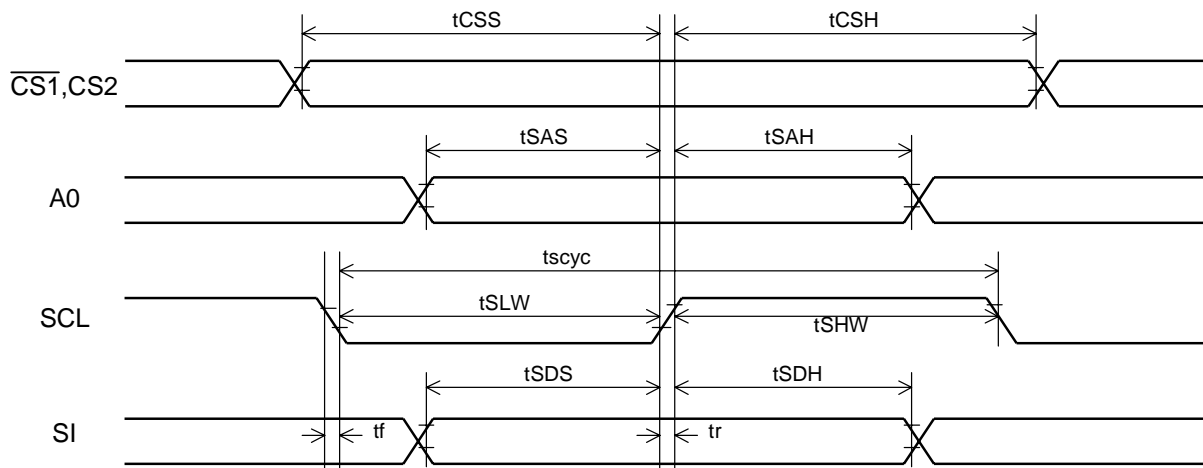 tCSS tCSH
CS1,CS2
tSAS tSAH
A0
tscyc
SCL tSLW tSHW
tSDS tSDH
SI tf tr